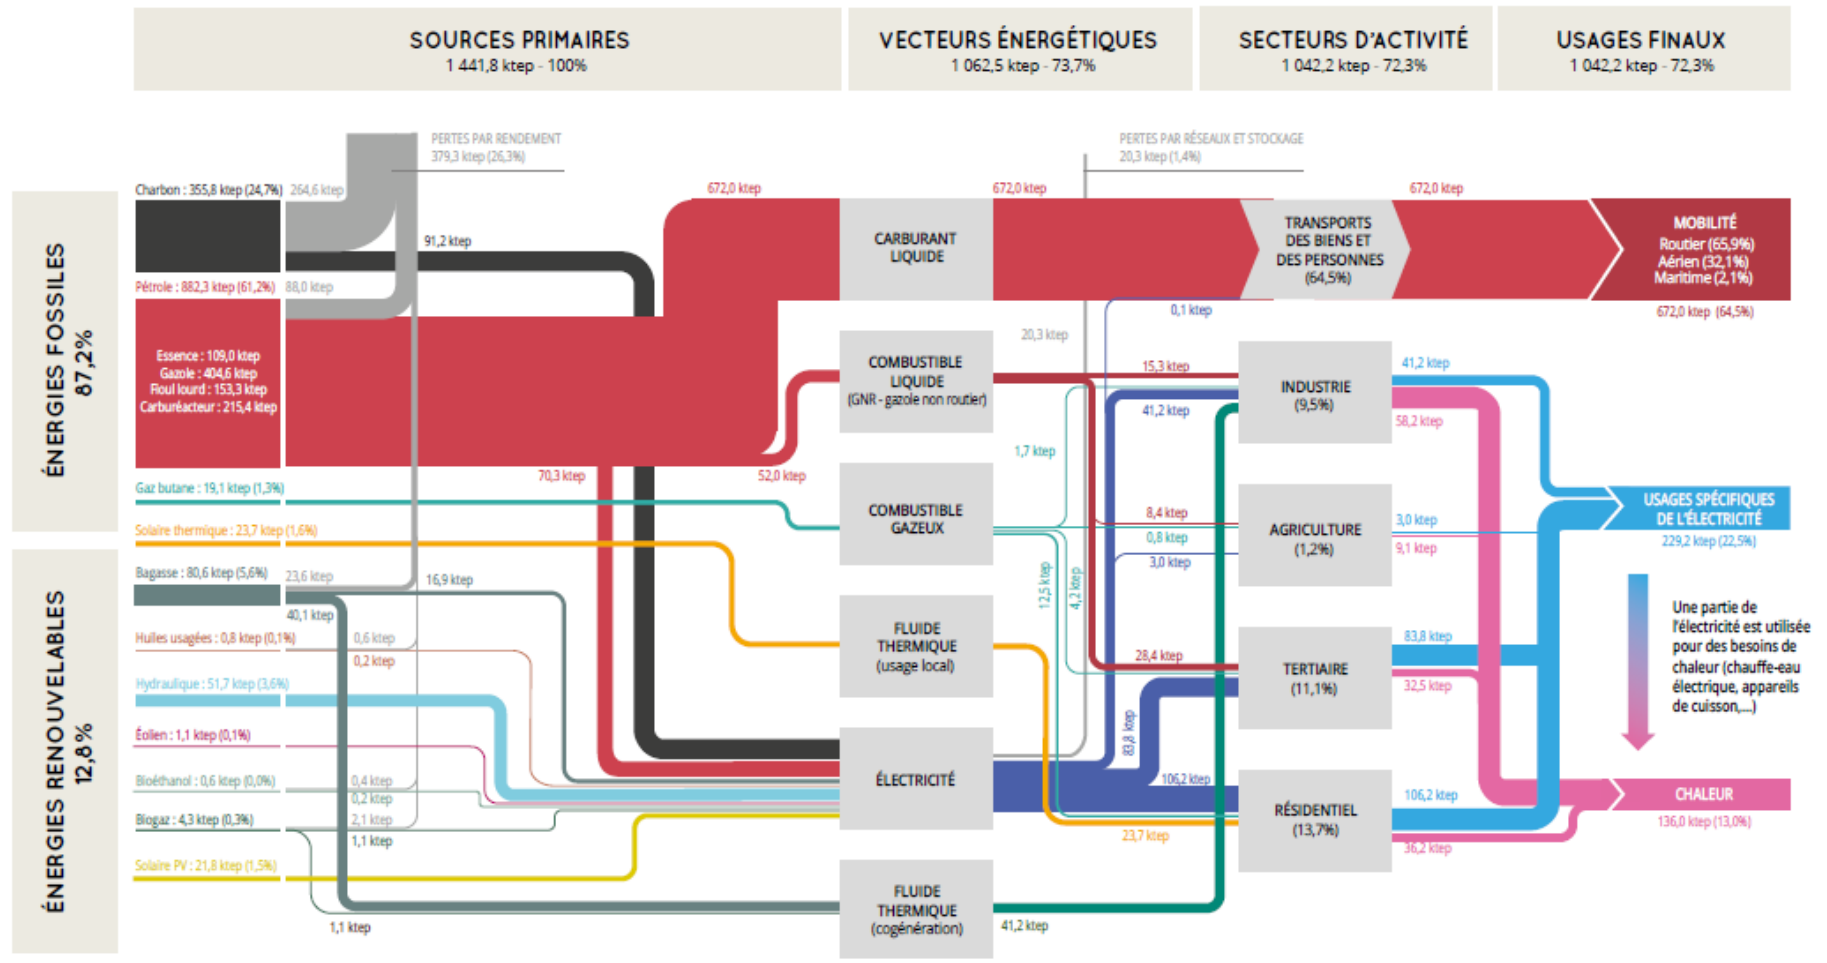 SOURCES PRIMAIRES
1 441,8 ktep - 100%
VECTEURS ÉNERGÉTIQUES
1 062,5 ktep - 73,7%
SECTEURS D'ACTIVITÉ
1 042,2 ktep - 72,3%
USAGES FINAUX
1 042,2 ktep - 72,3%
ÉNERGIES FOSSILES
87,2%
ÉNERGIES RENOUVELABLES
12,8%
PERTES PAR RENDEMENT
379,3 ktep (26,3%)
PERTES PAR RÉSEAUX ET STOCKAGE
20,3 ktep (1,4%)
Charbon : 355,8 ktep (24,7%)
264,6 ktep
91,2 ktep
Pétrole : 882,3 ktep (61,2%)
88,0 ktep
Essence : 109,0 ktep
Gazole : 404,6 ktep
Fioul lourd : 153,3 ktep
Carburéacteur : 215,4 ktep
672,0 ktep
70,3 ktep
52,0 ktep
Gaz butane : 19,1 ktep (1,3%)
Solaire thermique : 23,7 ktep (1,6%)
Bagasse : 80,6 ktep (5,6%)
23,6 ktep
16,9 ktep
40,1 ktep
Huiles usagées : 0,8 ktep (0,1%)
0,6 ktep
0,2 ktep
Hydraulique : 51,7 ktep (3,6%)
Éolien : 1,1 ktep (0,1%)
Bioéthanol : 0,6 ktep (0,0%)
0,4 ktep
0,2 ktep
Biogaz : 4,3 ktep (0,3%)
2,1 ktep
1,1 ktep
Solaire PV : 21,8 ktep (1,5%)
1,1 ktep
CARBURANT
LIQUIDE
COMBUSTIBLE
LIQUIDE
(GNR - gazole non routier)
COMBUSTIBLE
GAZEUX
FLUIDE
THERMIQUE
(usage local)
ÉLECTRICITÉ
FLUIDE
THERMIQUE
(cogénération)
672,0 ktep
0,1 ktep
20,3 ktep
15,3 ktep
41,2 ktep
1,7 ktep
8,4 ktep
0,8 ktep
3,0 ktep
12,5 ktep
4,2 ktep
28,4 ktep
83,8 ktep
106,2 ktep
23,7 ktep
41,2 ktep
TRANSPORTS
DES BIENS ET
DES PERSONNES
(64,5%)
INDUSTRIE
(9,5%)
AGRICULTURE
(1,2%)
TERTIAIRE
(11,1%)
RÉSIDENTIEL
(13,7%)
672,0 ktep
41,2 ktep
58,2 ktep
3,0 ktep
9,1 ktep
83,8 ktep
32,5 ktep
106,2 ktep
36,2 ktep
MOBILITÉ
Routier (65,9%)
Aérien (32,1%)
Maritime (2,1%)
672,0 ktep (64,5%)
USAGES SPÉCIFIQUES
DE L'ÉLECTRICITÉ
229,2 ktep (22,5%)
Une partie de
l'électricité est utilisée
pour des besoins de
chaleur (chauffe-eau
électrique, appareils
de cuisson,...)
CHALEUR
136,0 ktep (13,0%)